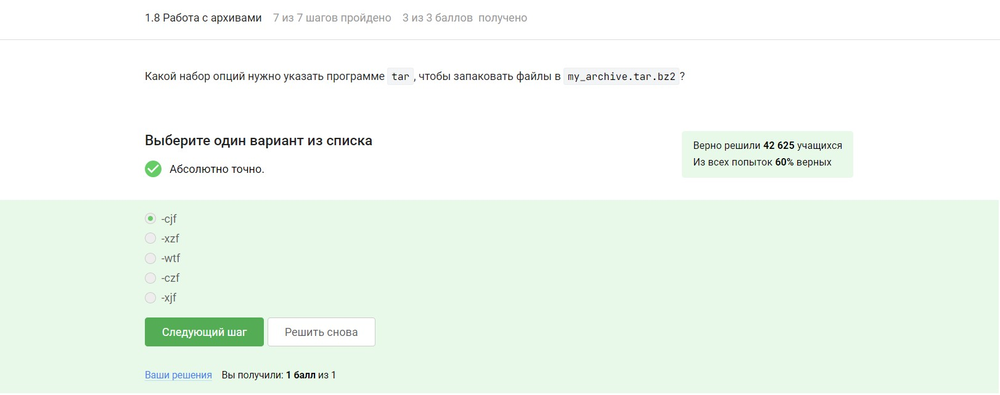 1.8 Работа с архивами 7 из 7 шагов пройдено 3 из 3 баллов получено
Какой набор опций нужно указать программе tar, чтобы запаковать файлы в my_archive.tar.bz2?
Выберите один вариант из списка
Абсолютно точно.
Верно решили 42 625 учащихся
Из всех попыток 60% верных
-cjf
-xzf
-wtf
-czf
-xjf
Следующий шаг Решить снова
Ваши решения Вы получили: 1 балл из 1